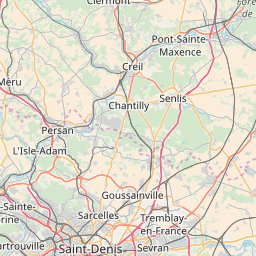 Clermont
Pont-Sainte-
Maxence
Creil
Méru
Chantilly
Senlis
Persan
L'Isle-Adam
Goussainville
Sarcelles
Tremblay-
en-France
Saint-Denis
Sevran